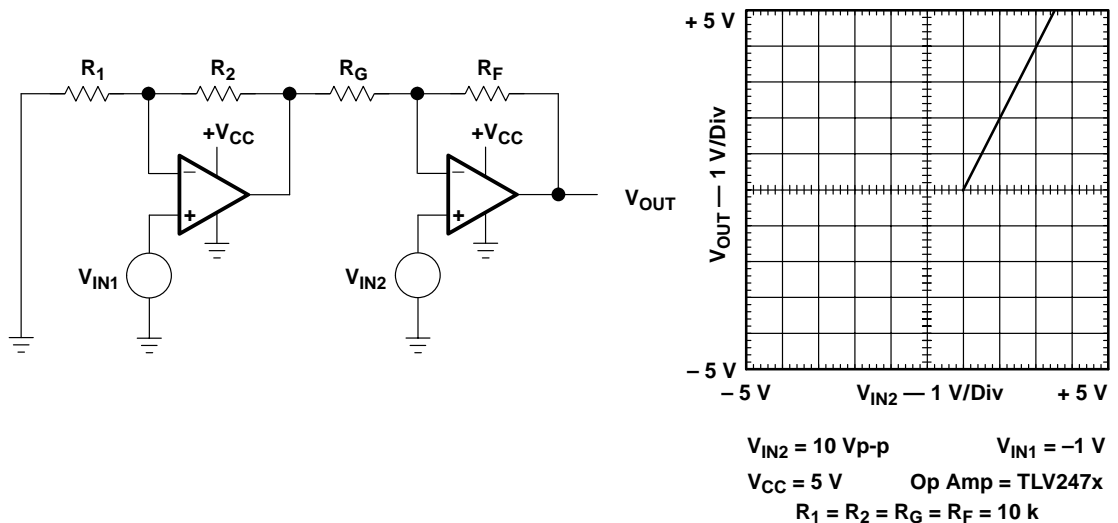 R1 R2 RG RF
+VCC +VCC
– –
+ +
VOUT
VIN1 VIN2
+ 5 V
VOUT — 1 V/Div
– 5 V
– 5 V VIN2 — 1 V/Div + 5 V
VIN2 = 10 Vp-p VIN1 = –1 V
VCC = 5 V Op Amp = TLV247x
R1 = R2 = RG = RF = 10 k